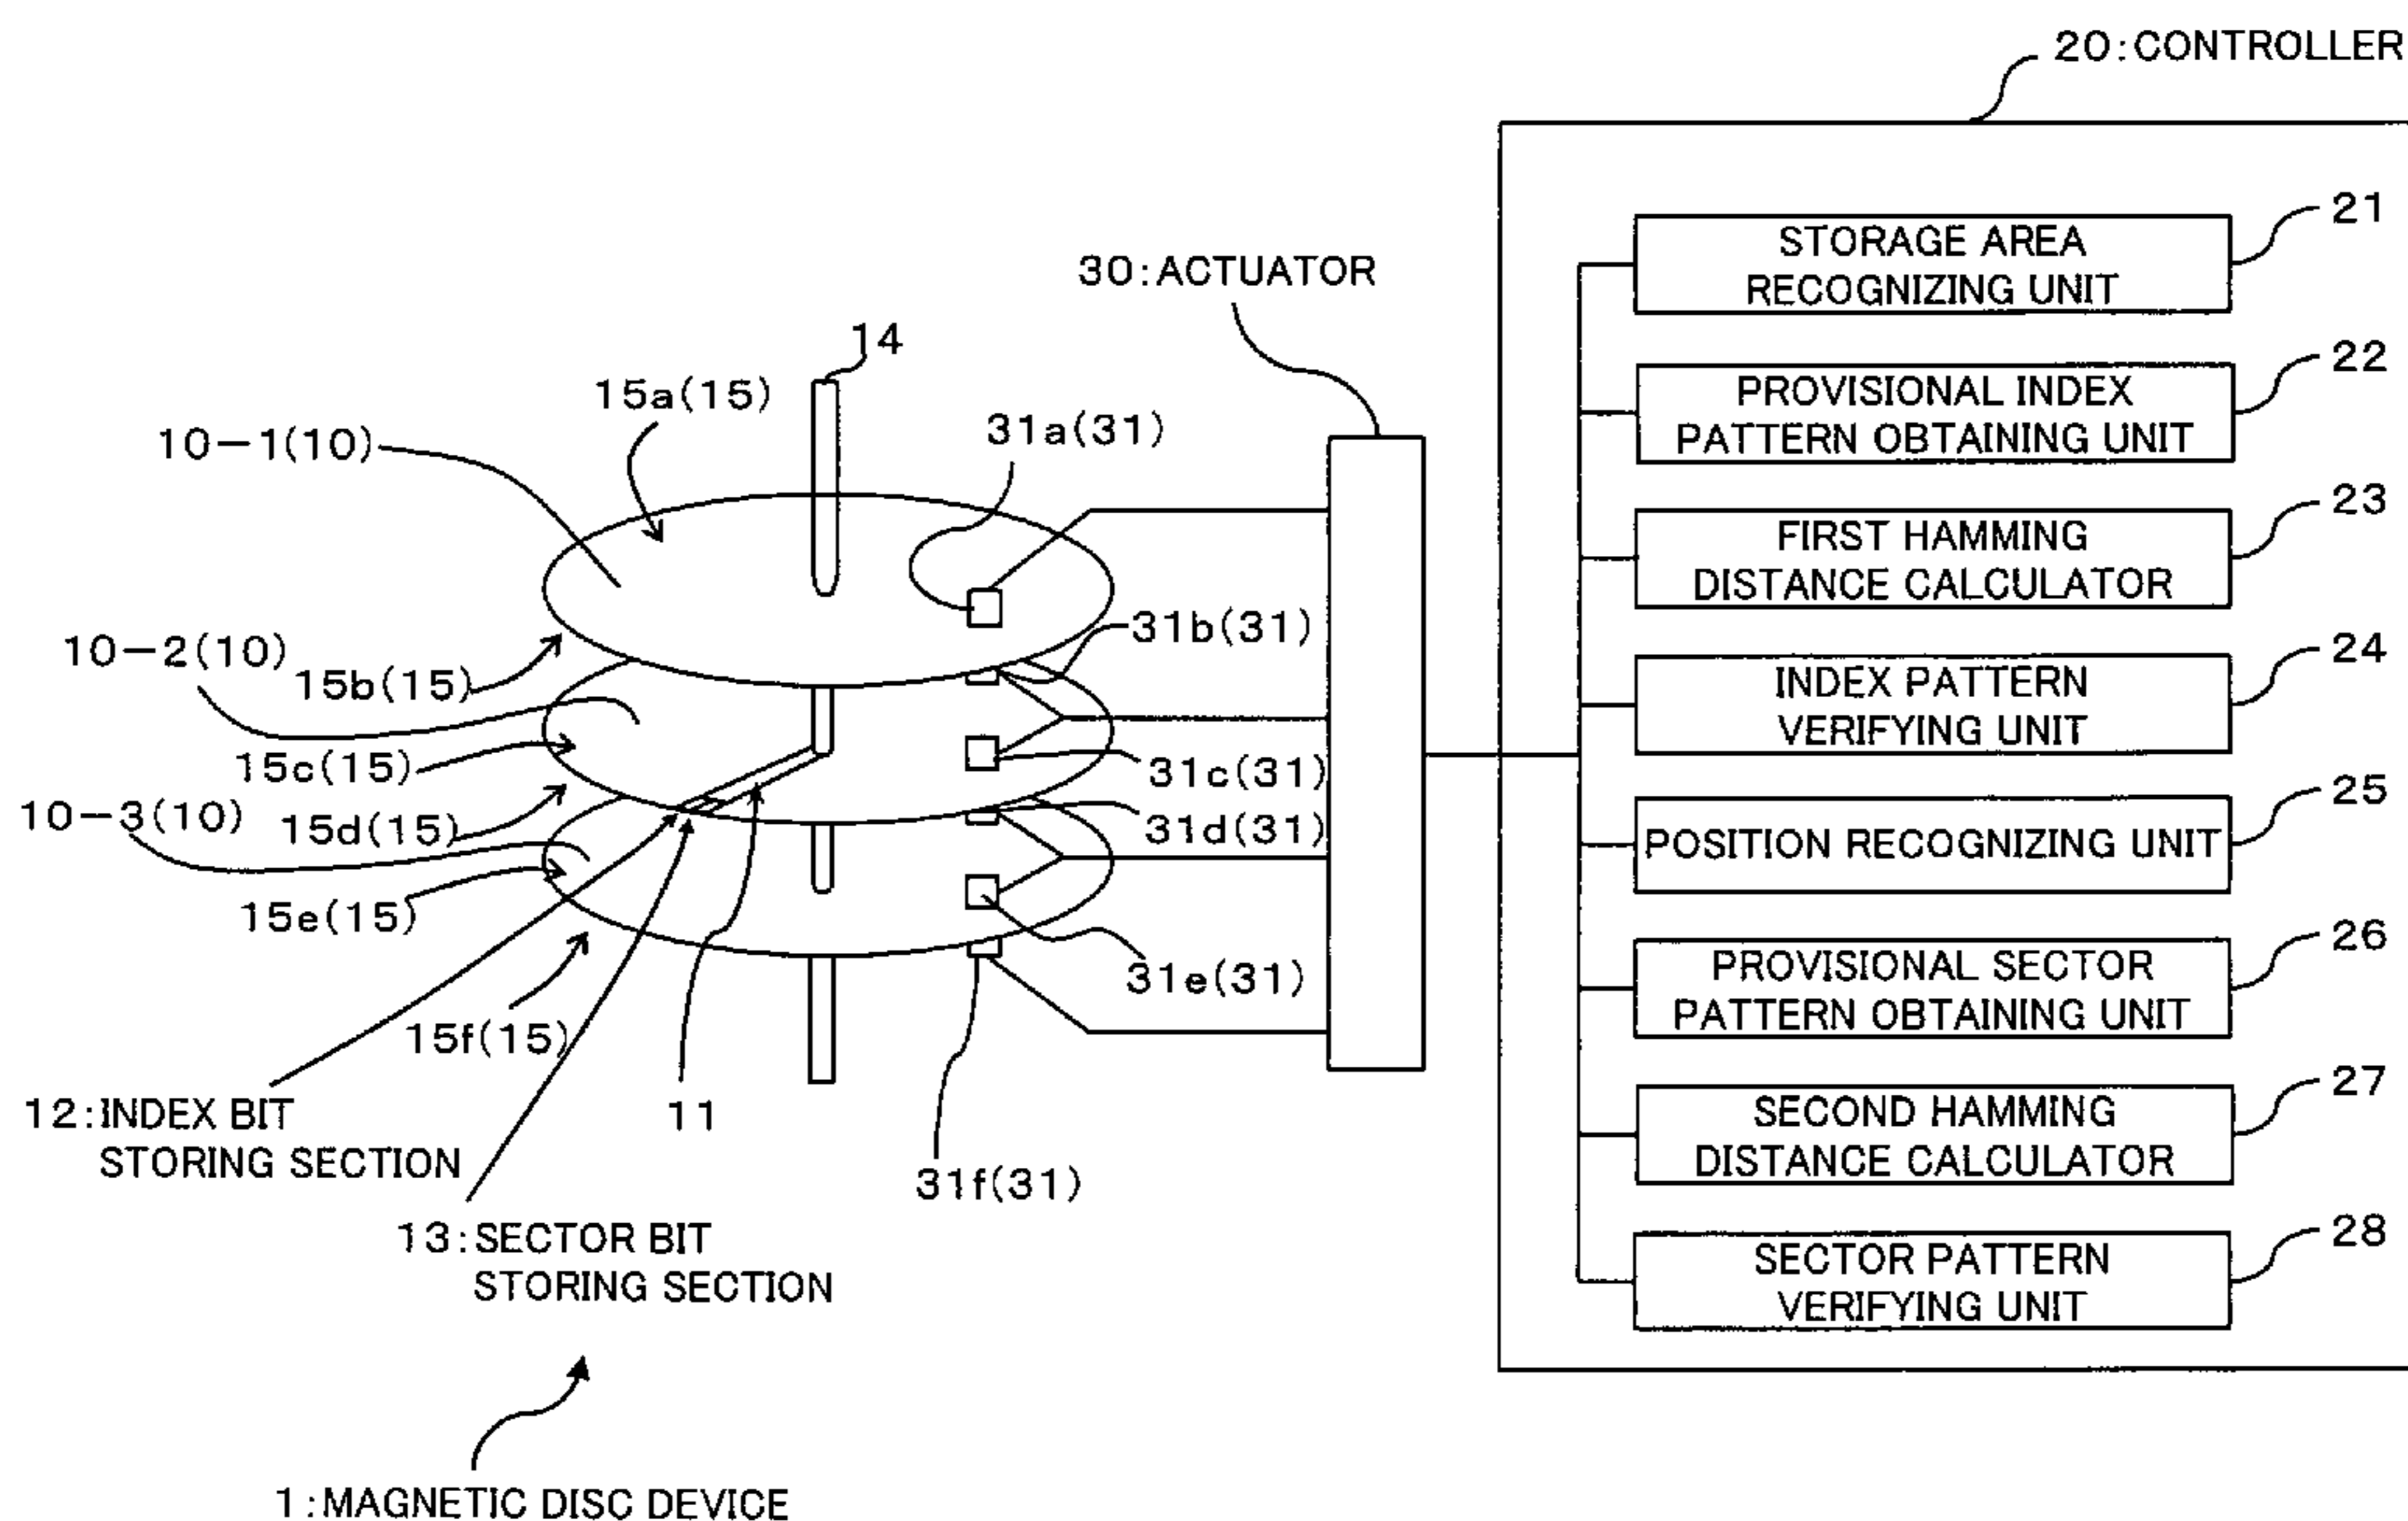 20:CONTROLLER
21
STORAGE AREA
RECOGNIZING UNIT
30:ACTUATOR
14
22
PROVISIONAL INDEX
PATTERN OBTAINING UNIT
15a(15)
31a(31)
10-1(10)
23
FIRST HAMMING
DISTANCE CALCULATOR
31b(31)
10-2(10)
15b(15)
24
INDEX PATTERN
VERIFYING UNIT
15c(15)
31c(31)
10-3(10)
15d(15)
31d(31)
25
POSITION RECOGNIZING UNIT
15e(15)
26
PROVISIONAL SECTOR
PATTERN OBTAINING UNIT
31e(31)
15f(15)
12:INDEX BIT
STORING SECTION
11
27
SECOND HAMMING
DISTANCE CALCULATOR
31f(31)
13:SECTOR BIT
STORING SECTION
28
SECTOR PATTERN
VERIFYING UNIT
1:MAGNETIC DISC DEVICE